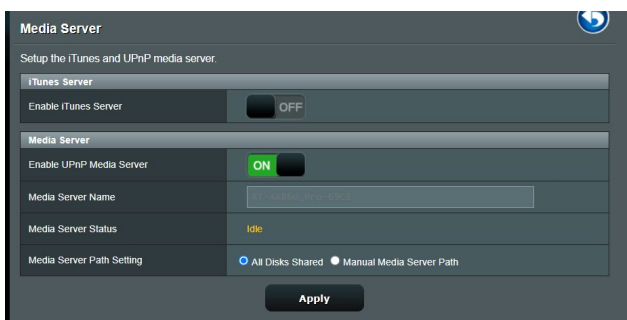 Media Server
Setup the iTunes and UPnP media server.
iTunes Server
Enable iTunes Server OFF
Media Server
Enable UPnP Media Server ON
Media Server Name
Media Server Status Idle
Media Server Path Setting All Disks Shared Manual Media Server Path
Apply